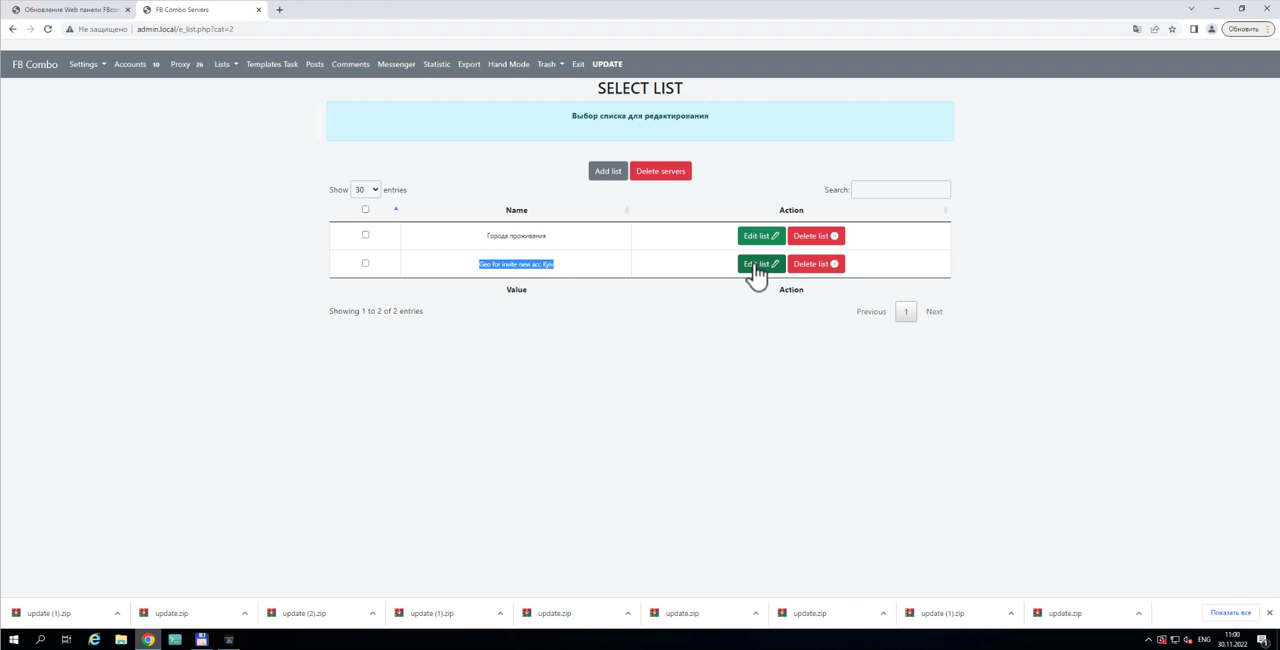 Обновление Web панели FBco
FB Combo Servers
Не защищено
admin.local/e_list.php?cat=2
Обновить
FB Combo
Settings
Accounts 10
Proxy 26
Lists
Templates Task
Posts
Comments
Messenger
Statistic
Export
Hand Mode
Trash
Exit
UPDATE
SELECT LIST
Выбор списка для редактирования
Add list
Delete servers
Show 30 entries
Search:
Name
Action
Города проживания
Edit list
Delete list
Geo for invite new acc Kyiv
Edit list
Delete list
Value
Action
Showing 1 to 2 of 2 entries
Previous
1
Next
update (1).zip
update.zip
update (2).zip
update (1).zip
update.zip
update.zip
update.zip
update (1).zip
update.zip
Показать все
ENG
11:00
30.11.2022